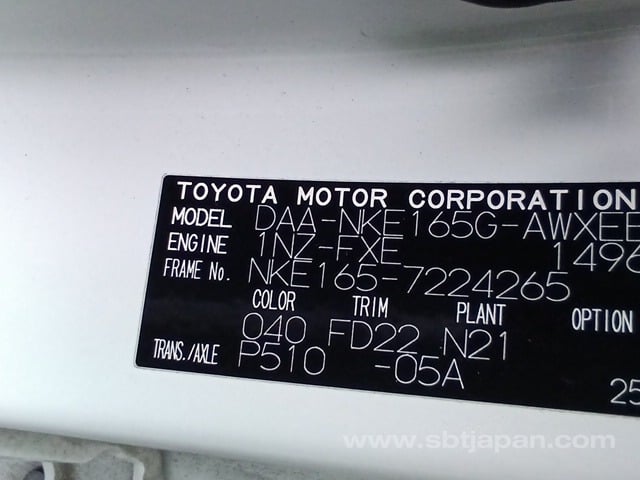 TOYOTA MOTOR CORPORATION
MODEL DAA-NKE165G-AWXEE
ENGINE 1NZ-FXE 1496
FRAME No. NKE165-7224265
COLOR TRIM PLANT OPTION
040 FD22 N21
TRANS./AXLE P510 -05A
25
www.sbtjapan.com